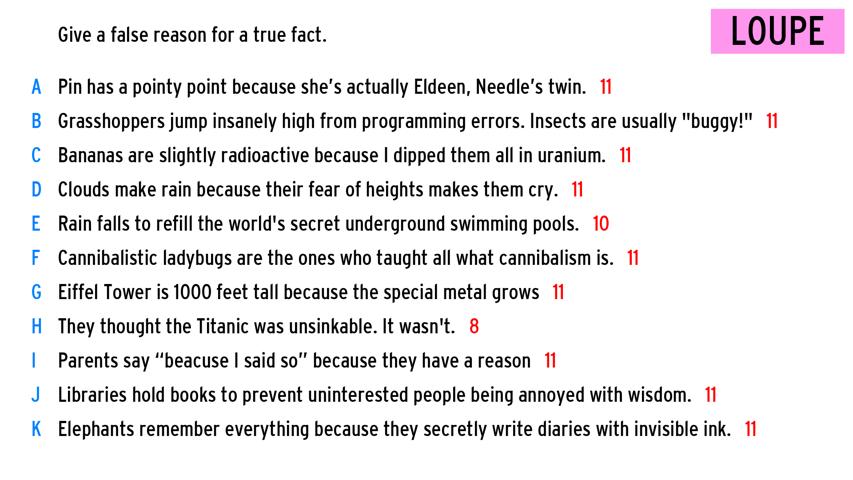 Give a false reason for a true fact.
LOUPE
A Pin has a pointy point because she's actually Eldeen, Needle's twin. 11
B Grasshoppers jump insanely high from programming errors. Insects are usually "buggy!" 11
C Bananas are slightly radioactive because I dipped them all in uranium. 11
D Clouds make rain because their fear of heights makes them cry. 11
E Rain falls to refill the world's secret underground swimming pools. 10
F Cannibalistic ladybugs are the ones who taught all what cannibalism is. 11
G Eiffel Tower is 1000 feet tall because the special metal grows 11
H They thought the Titanic was unsinkable. It wasn't. 8
I Parents say “beacuse I said so” because they have a reason 11
J Libraries hold books to prevent uninterested people being annoyed with wisdom. 11
K Elephants remember everything because they secretly write diaries with invisible ink. 11